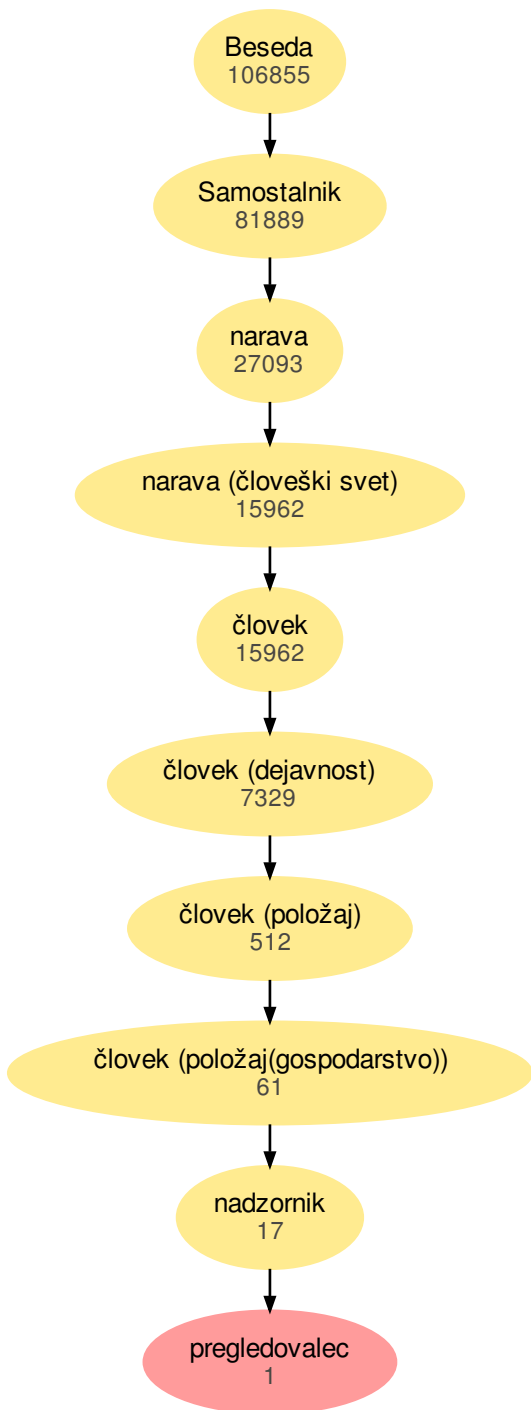 Beseda
106855
Samostalnik
81889
narava
27093
narava (človeški svet)
15962
človek
15962
človek (dejavnost)
7329
človek (položaj)
512
človek (položaj(gospodarstvo))
61
nadzornik
17
pregledovalec
1